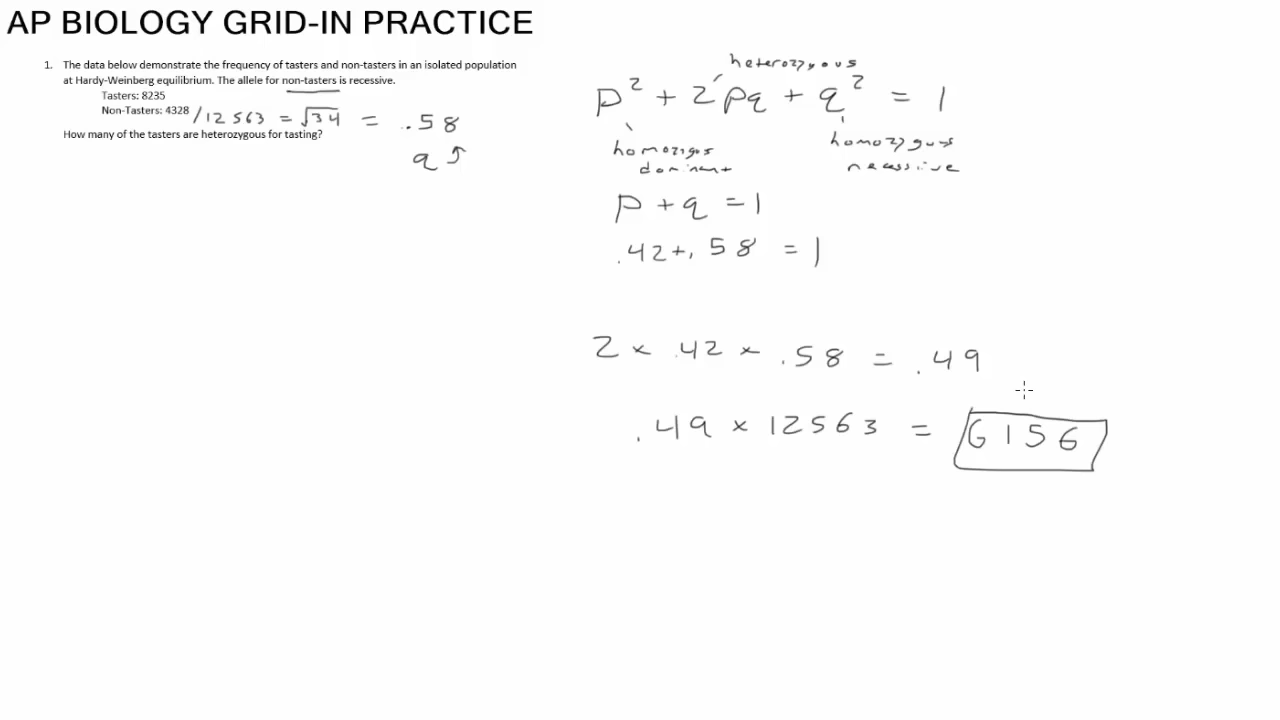 AP BIOLOGY GRID-IN PRACTICE
1. The data below demonstrate the frequency of tasters and non-tasters in an isolated population
at Hardy-Weinberg equilibrium. The allele for non-tasters is recessive.
Tasters: 8235
Non-Tasters: 4328 /12563 = √.34 = .58
How many of the tasters are heterozygous for tasting?
q
heterozygous
p² + 2pq + q² = 1
homozigos
dominant
homozygous
recessive
p + q = 1
.42 + .58 = 1
2 × .42 × .58 = .49
.49 × 12563 = 6156